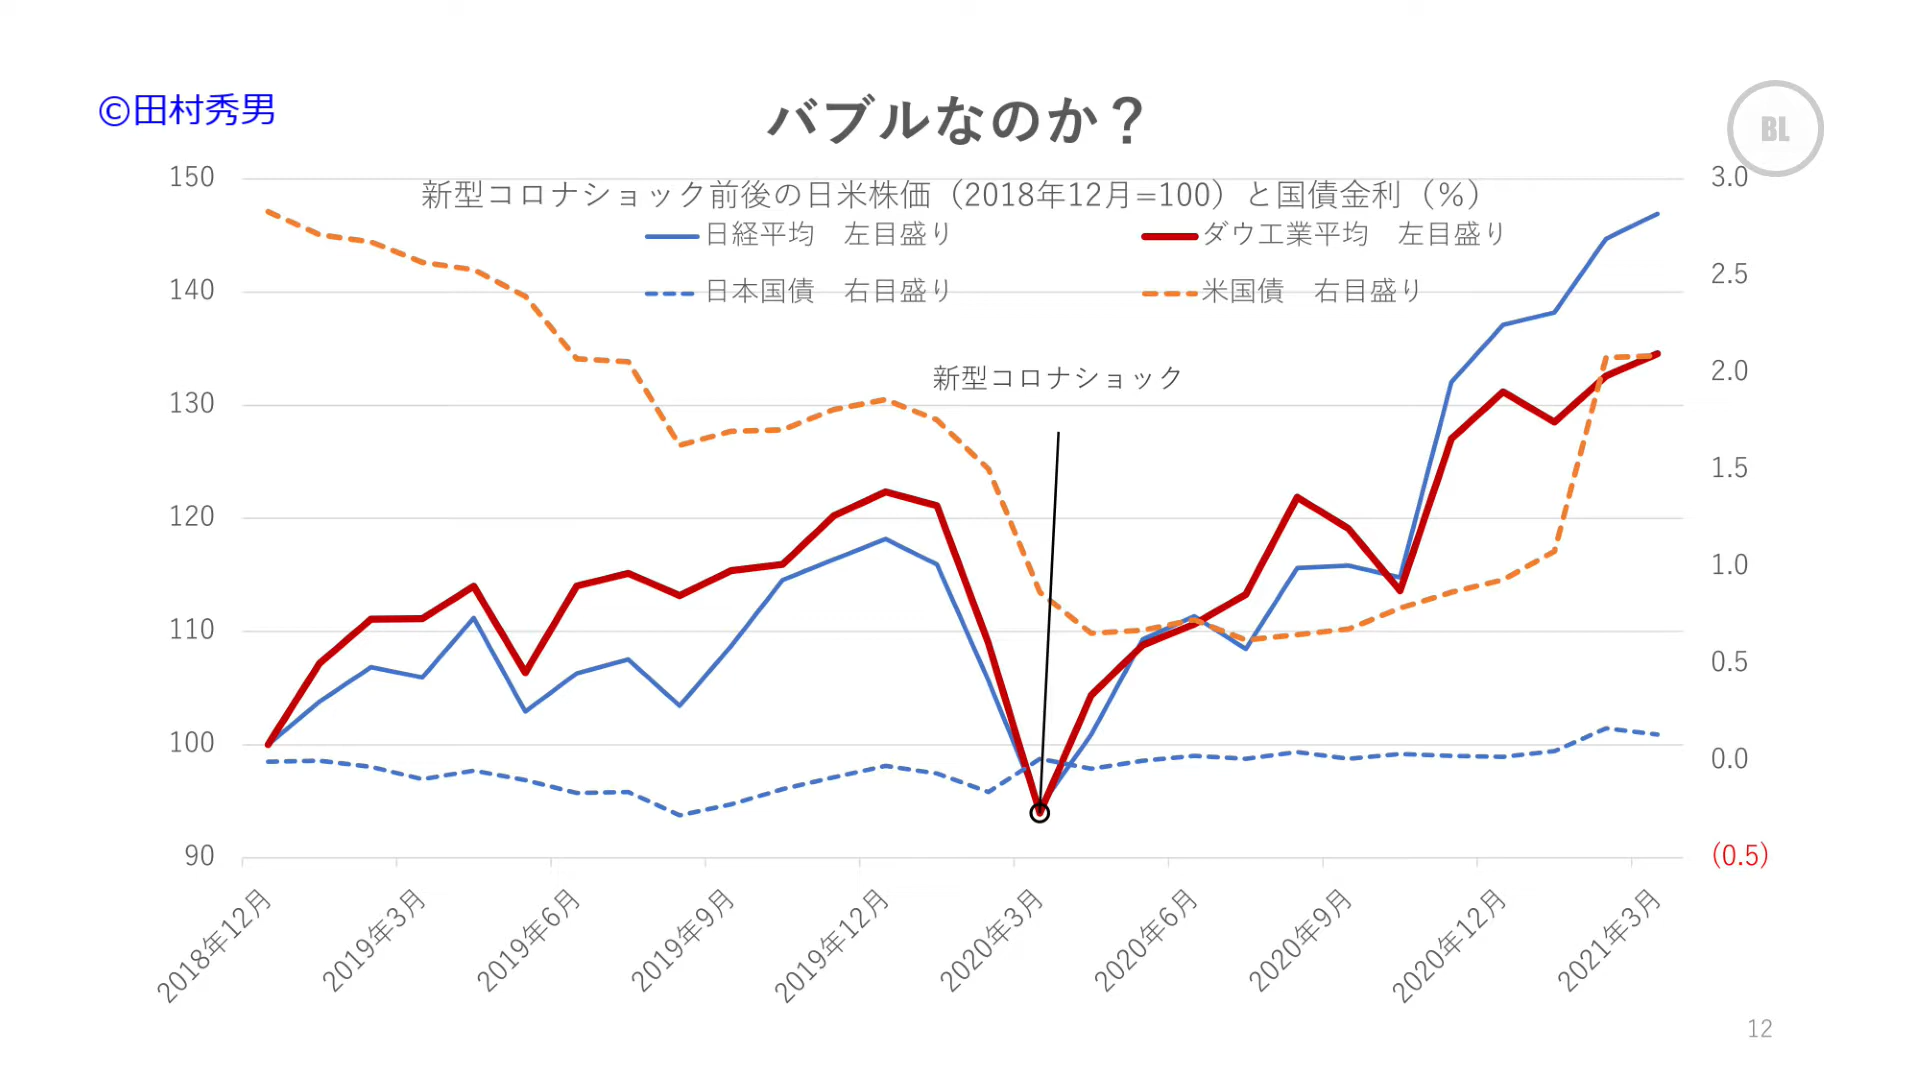 ©田村秀男
バブルなのか？
BL
新型コロナショック前後の日米株価（2018年12月=100）と国債金利（%）
日経平均　左目盛り
ダウ工業平均　左目盛り
日本国債　右目盛り
米国債　右目盛り
新型コロナショック
150
140
130
120
110
100
90
3.0
2.5
2.0
1.5
1.0
0.5
0.0
(0.5)
2018年12月
2019年3月
2019年6月
2019年9月
2019年12月
2020年3月
2020年6月
2020年9月
2020年12月
2021年3月
12